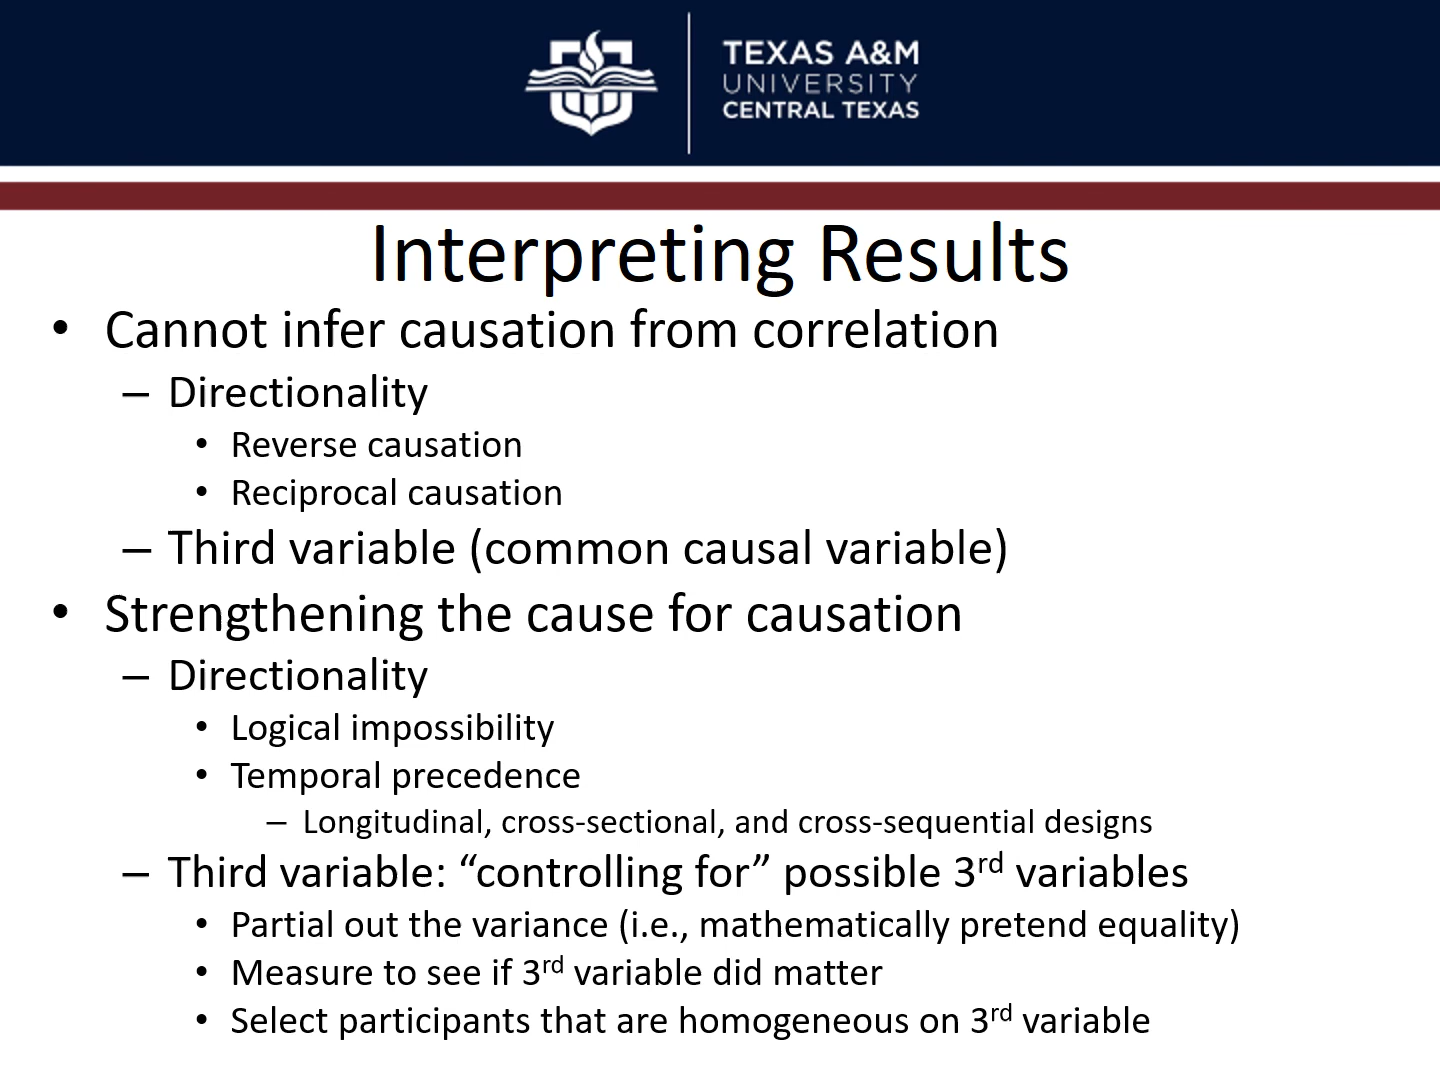 TEXAS A&M
UNIVERSITY
CENTRAL TEXAS
Interpreting Results
• Cannot infer causation from correlation
– Directionality
• Reverse causation
• Reciprocal causation
– Third variable (common causal variable)
• Strengthening the cause for causation
– Directionality
• Logical impossibility
• Temporal precedence
– Longitudinal, cross-sectional, and cross-sequential designs
– Third variable: “controlling for” possible 3rd variables
• Partial out the variance (i.e., mathematically pretend equality)
• Measure to see if 3rd variable did matter
• Select participants that are homogeneous on 3rd variable